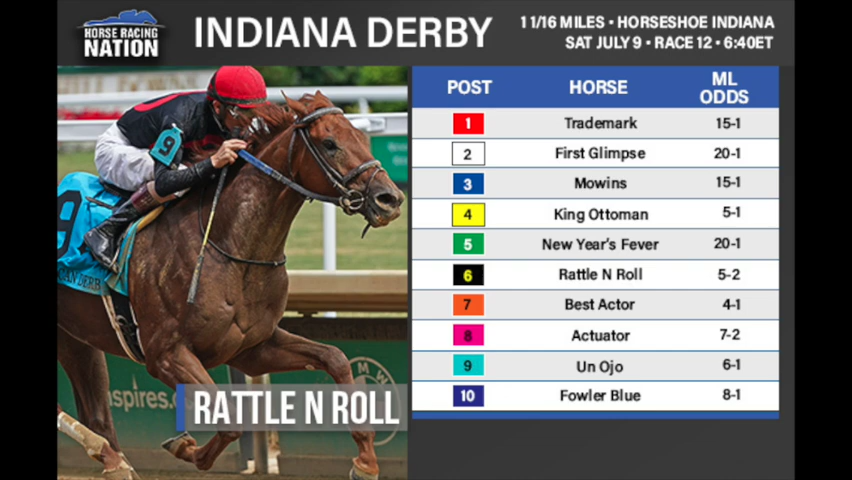 HORSE RACING
NATION
INDIANA DERBY
1 1/16 MILES • HORSESHOE INDIANA
SAT JULY 9 • RACE 12 • 6:40ET
POST HORSE ML ODDS
1 Trademark 15-1
2 First Glimpse 20-1
3 Mowins 15-1
4 King Ottoman 5-1
5 New Year's Fever 20-1
6 Rattle N Roll 5-2
7 Best Actor 4-1
8 Actuator 7-2
9 Un Ojo 6-1
10 Fowler Blue 8-1
9
9
nspires.c
RATTLE N ROLL